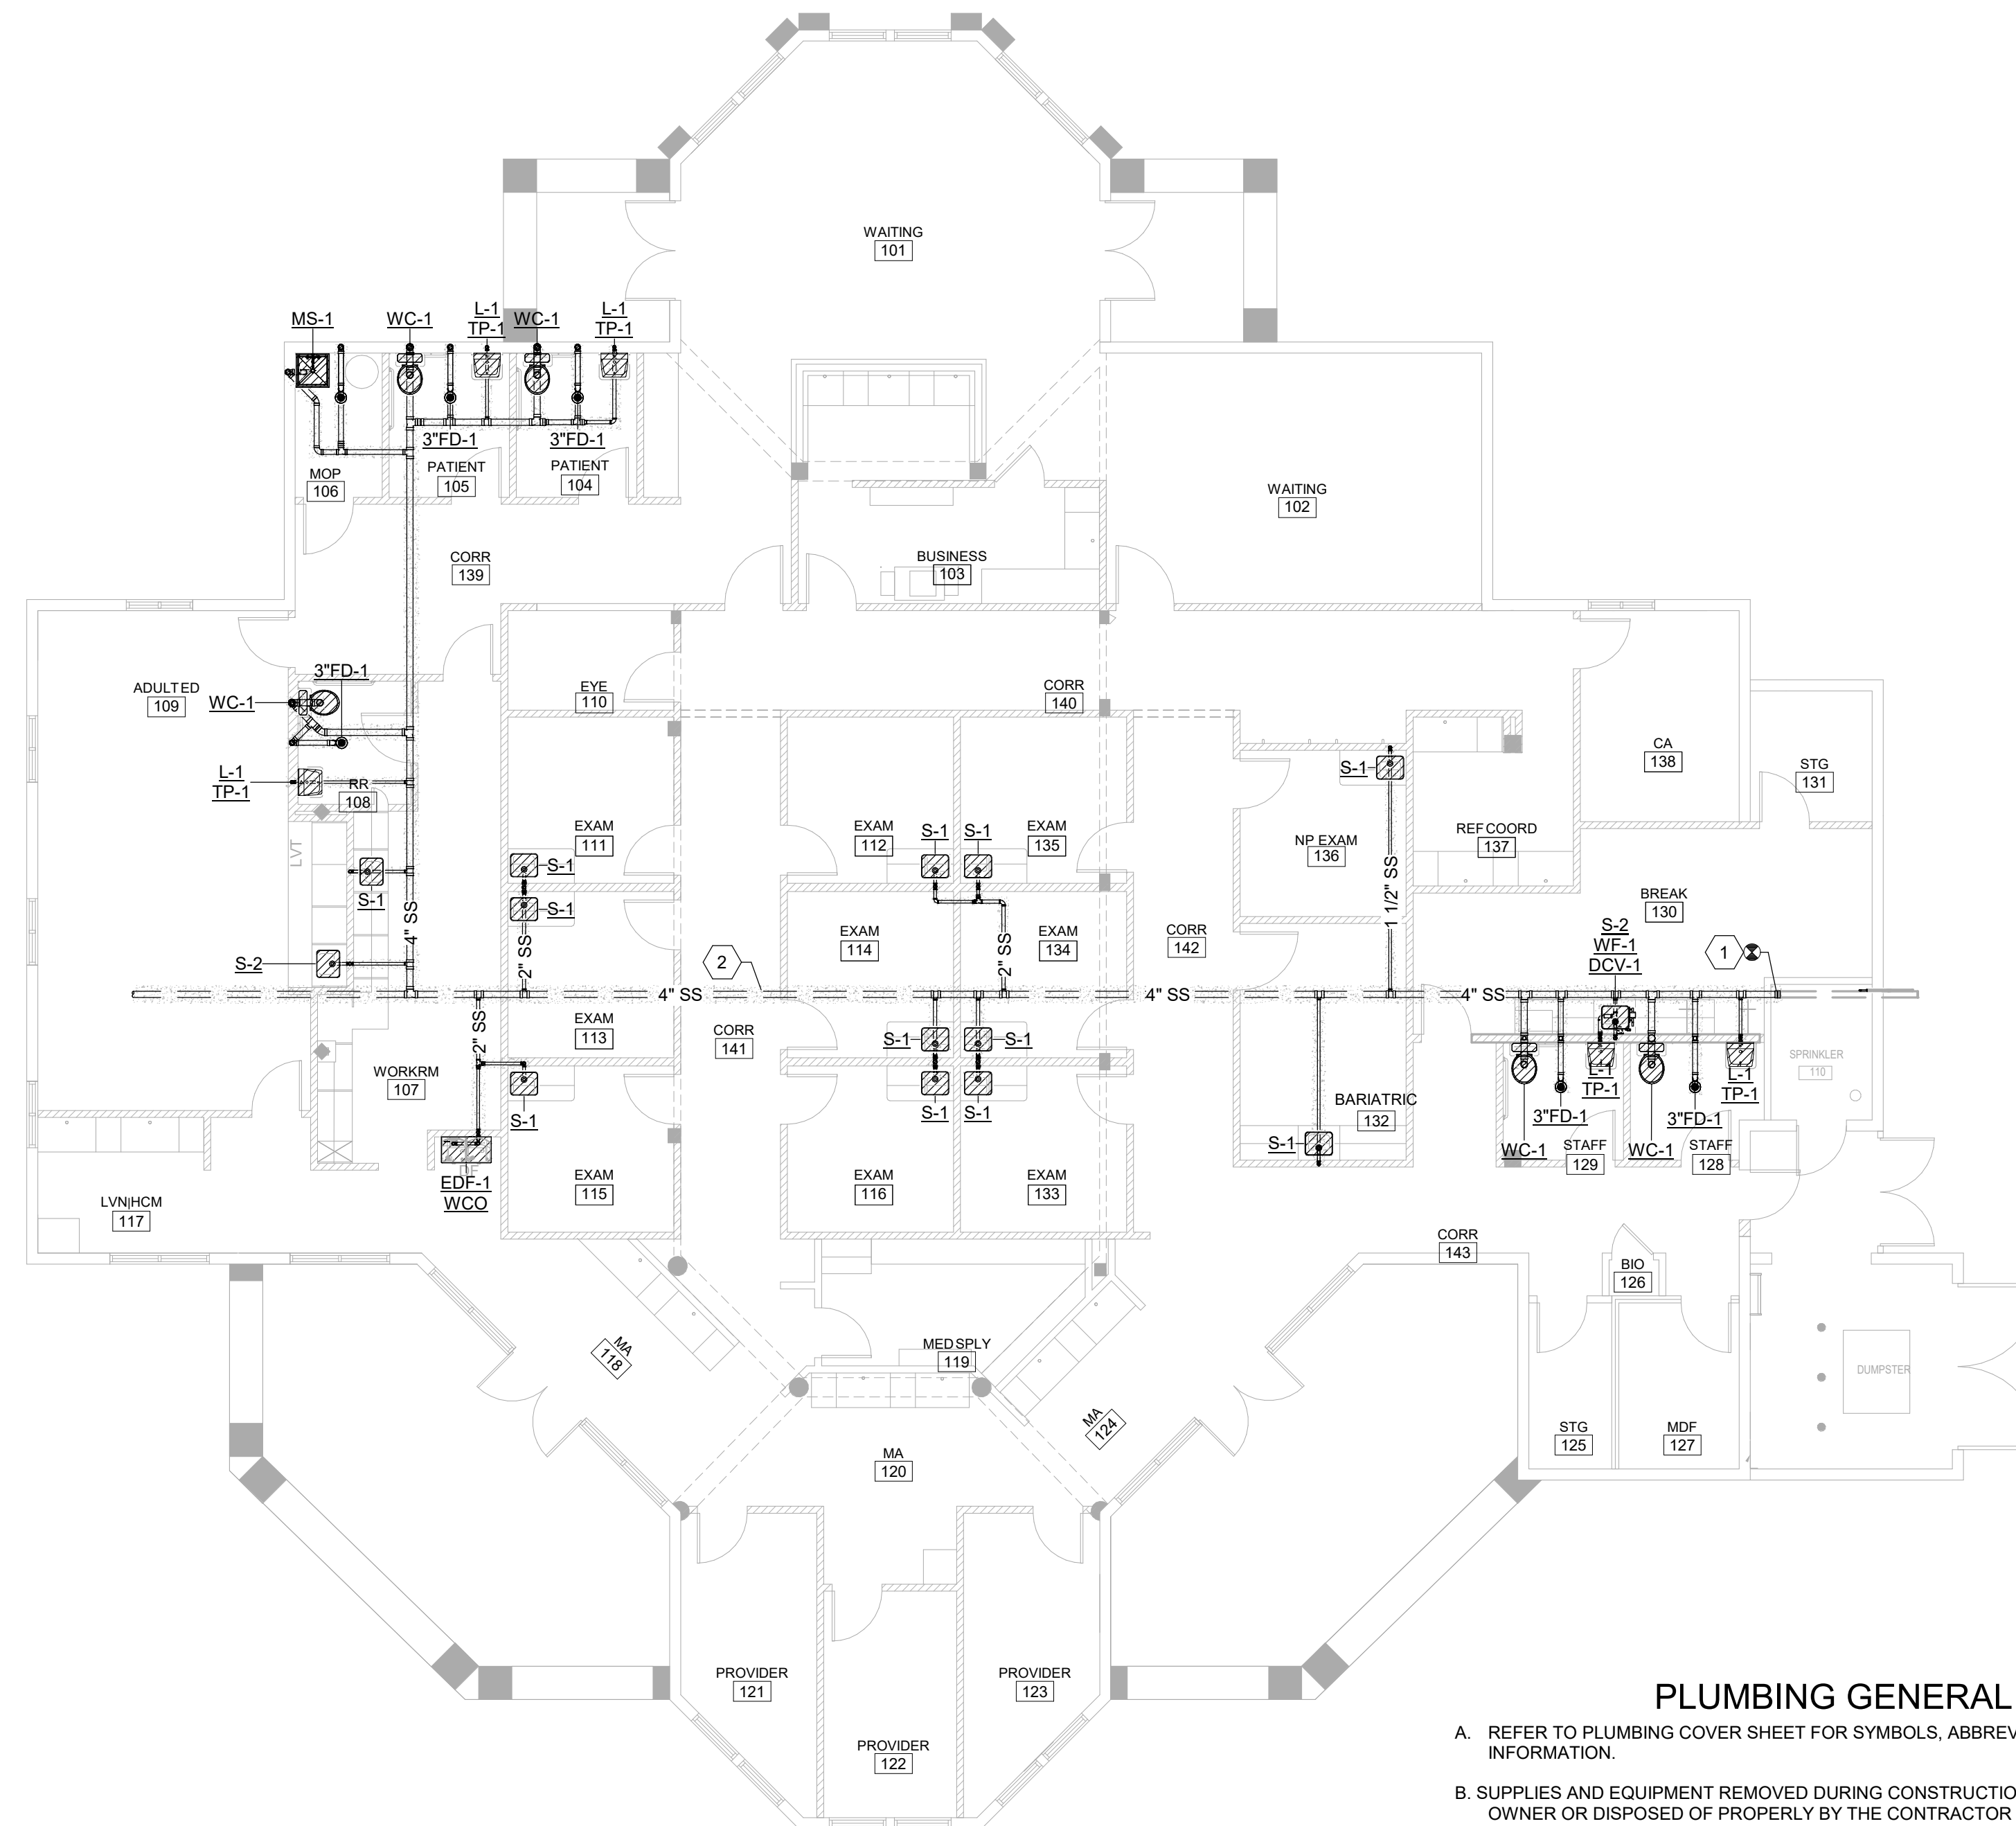 WAITING
101
MS-1
WC-1
L-1
TP-1
WC-1
L-1
TP-1
3"FD-1
3"FD-1
MOP
106
PATIENT
105
PATIENT
104
WAITING
102
CORR
139
BUSINESS
103
ADULT ED
109
3"FD-1
WC-1
L-1
TP-1
RR
108
LVT
S-1
4" SS
S-2
EYE
110
CORR
140
CA
138
STG
131
EXAM
111
S-1
S-1
2" SS
EXAM
112
S-1
S-1
EXAM
135
S-1
NP EXAM
136
1 1/2" SS
REF COORD
137
BREAK
130
EXAM
114
EXAM
134
2" SS
CORR
142
2
S-2
WF-1
DCV-1
1
4" SS
4" SS
4" SS
2" SS
EXAM
113
CORR
141
S-1
S-1
S-1
S-1
S-1
WORKRM
107
EDF-1
WCO
BARIATRIC
132
S-1
L-1
TP-1
L-1
TP-1
3"FD-1
3"FD-1
WC-1
WC-1
STAFF
129
STAFF
128
SPRINKLER
110
EXAM
115
EXAM
116
EXAM
133
LVN|HCM
117
CORR
143
BIO
126
MA
118
MED SPLY
119
MA
124
MA
120
STG
125
MDF
127
DUMPSTER
PROVIDER
121
PROVIDER
122
PROVIDER
123
PLUMBING GENERAL
A. REFER TO PLUMBING COVER SHEET FOR SYMBOLS, ABBREV
INFORMATION.
B. SUPPLIES AND EQUIPMENT REMOVED DURING CONSTRUCTIO
OWNER OR DISPOSED OF PROPERLY BY THE CONTRACTOR